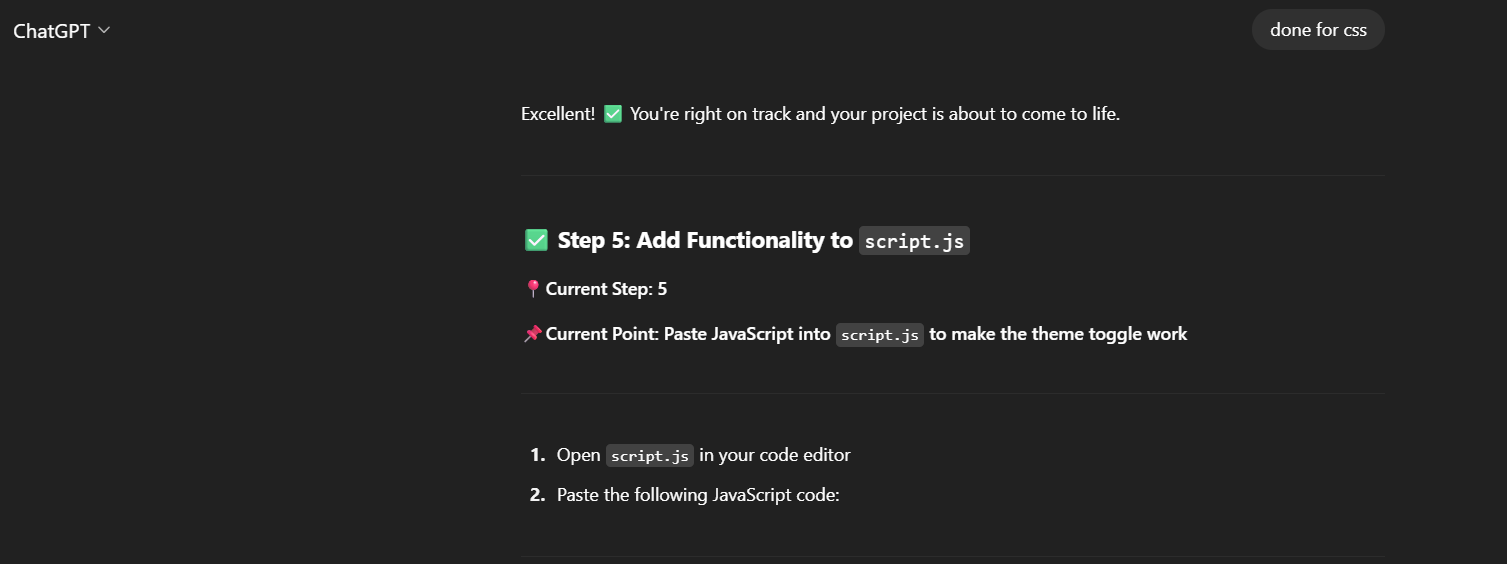 ChatGPT
done for css
Excellent! ✅ You're right on track and your project is about to come to life.
✅ Step 5: Add Functionality to script.js
📍 Current Step: 5
📌 Current Point: Paste JavaScript into script.js to make the theme toggle work
1. Open script.js in your code editor
2. Paste the following JavaScript code: